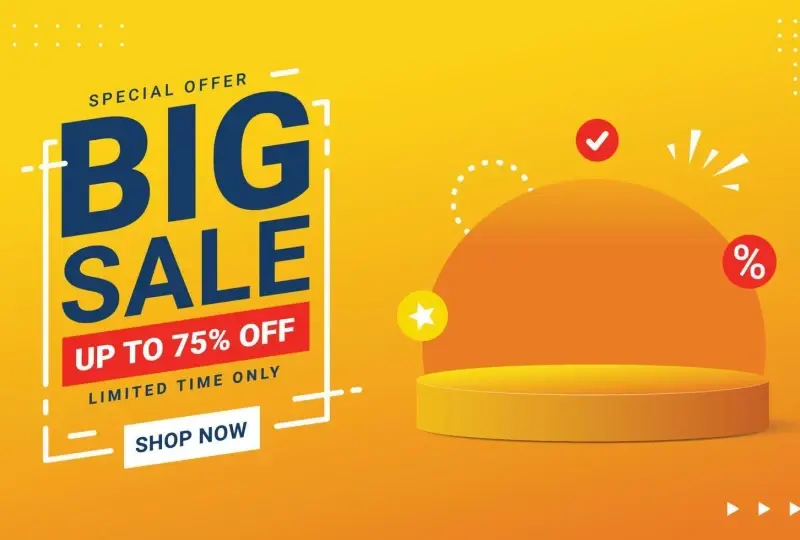 SPECIAL OFFER
BIG
SALE
UP TO 75% OFF
LIMITED TIME ONLY
SHOP NOW
%